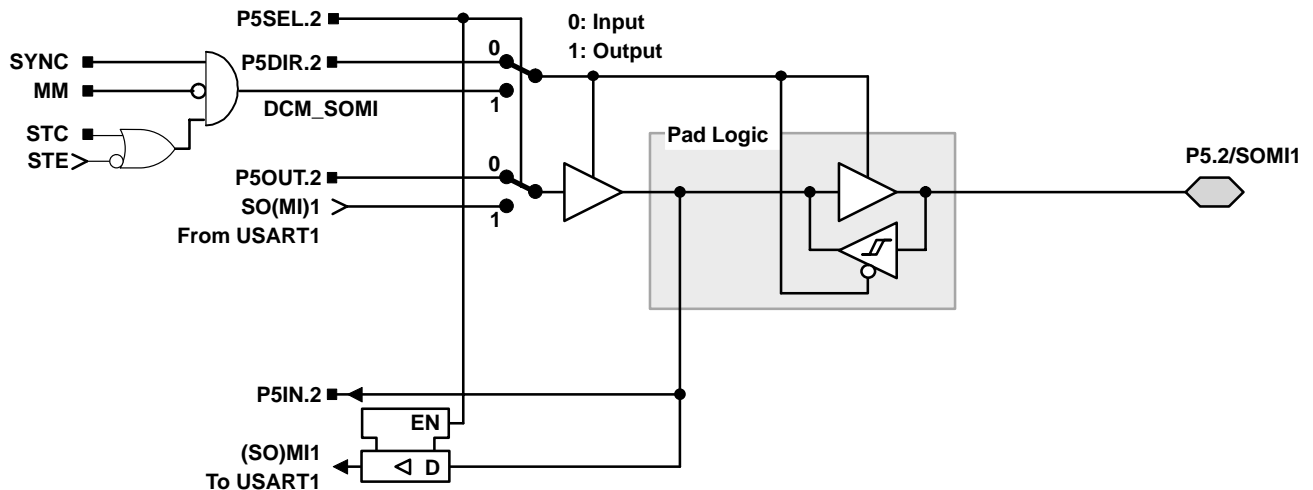 P5SEL.2
0: Input
1: Output
SYNC
P5DIR.2
0
MM
DCM_SOMI
1
STC
STE
Pad Logic
P5.2/SOMI1
P5OUT.2
0
SO(MI)1
1
From USART1
P5IN.2
EN
(SO)MI1
D
To USART1